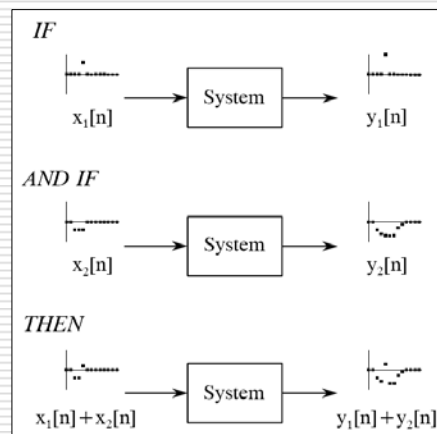 IF
System
x₁[n]
y₁[n]
AND IF
System
x₂[n]
y₂[n]
THEN
System
x₁[n]+x₂[n]
y₁[n]+y₂[n]